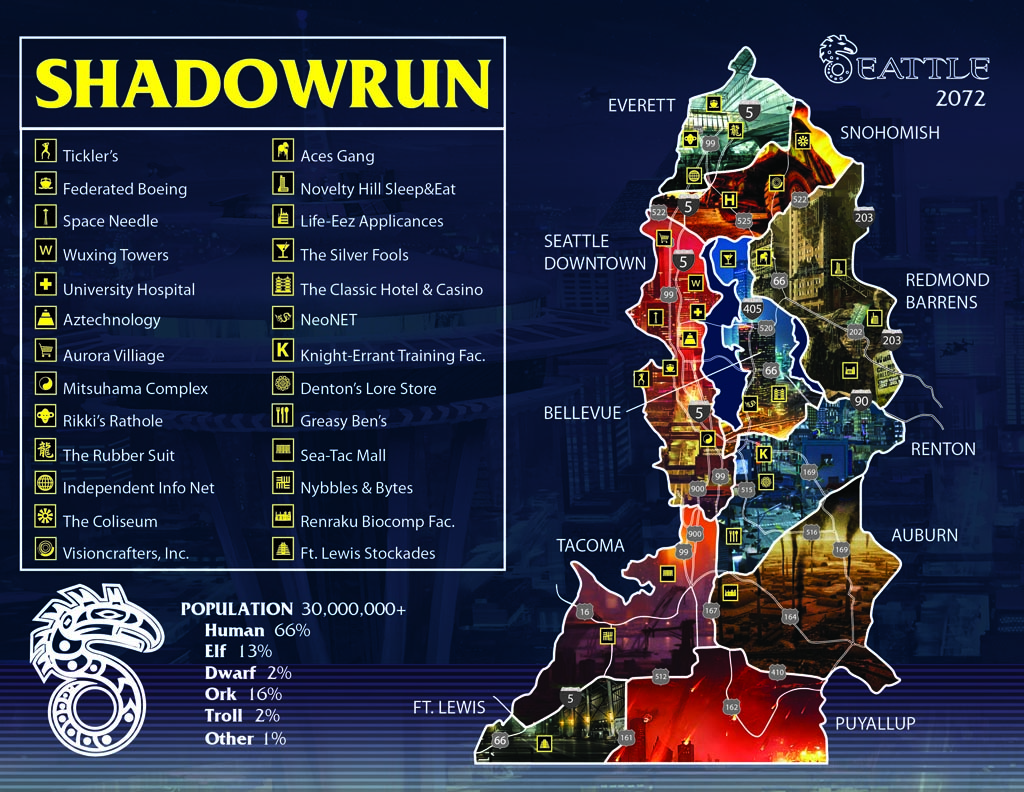 SHADOWRUN
Tickler's
Federated Boeing
Space Needle
W
Wuxing Towers
University Hospital
Aztechnology
Aurora Villiage
Mitsuhama Complex
Rikki's Rathole
龍
The Rubber Suit
Independent Info Net
The Coliseum
Visioncrafters, Inc.
Aces Gang
Novelty Hill Sleep&Eat
Life-Eez Applicances
The Silver Fools
The Classic Hotel & Casino
NeoNET
K
Knight-Errant Training Fac.
Denton's Lore Store
Greasy Ben's
Sea-Tac Mall
Nybbles & Bytes
Renraku Biocomp Fac.
Ft. Lewis Stockades
POPULATION 30,000,000+
Human 66%
Elf 13%
Dwarf 2%
Ork 16%
Troll 2%
Other 1%
SEATTLE
2072
EVERETT
SNOHOMISH
SEATTLE
DOWNTOWN
REDMOND
BARRENS
BELLEVUE
RENTON
TACOMA
AUBURN
FT. LEWIS
PUYALLUP
5
龍
99
H
522
5
525
522
203
5
66
W
99
405
520
202
203
66
90
5
K
99
169
900
515
900
516
99
169
16
167
164
512
410
5
162
66
161